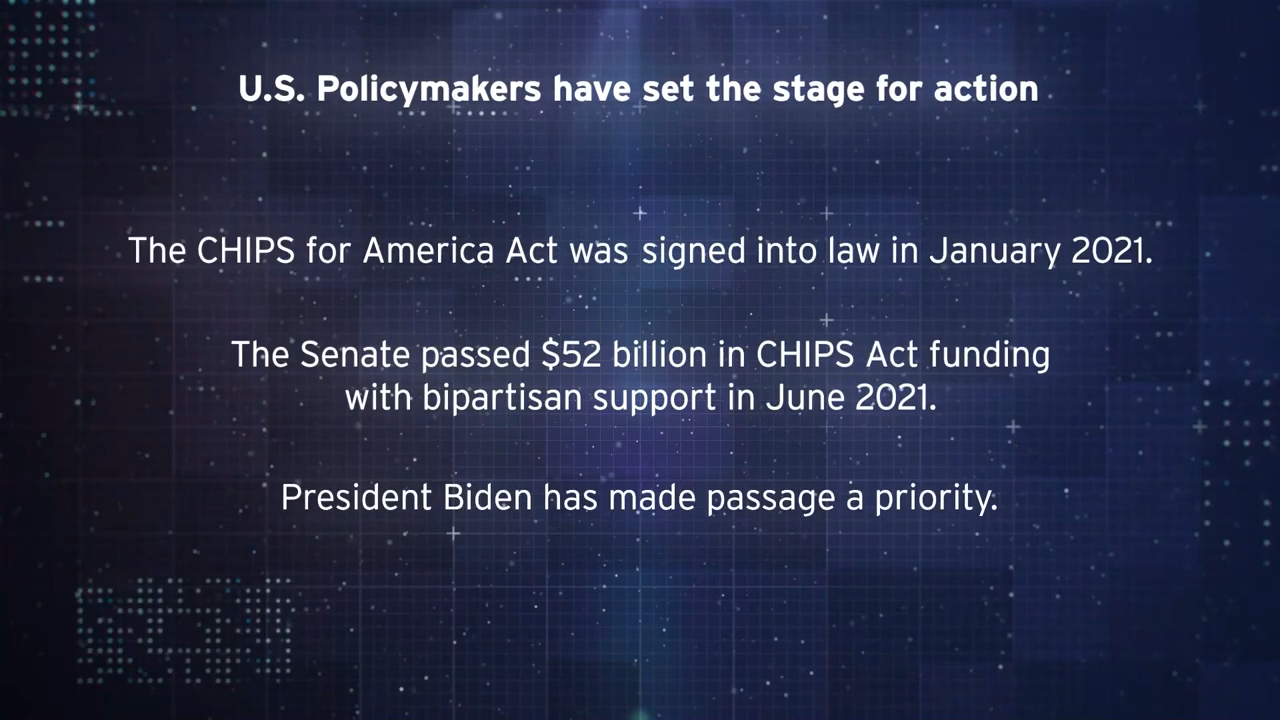 U.S. Policymakers have set the stage for action
The CHIPS for America Act was signed into law in January 2021.
The Senate passed $52 billion in CHIPS Act funding
with bipartisan support in June 2021.
President Biden has made passage a priority.